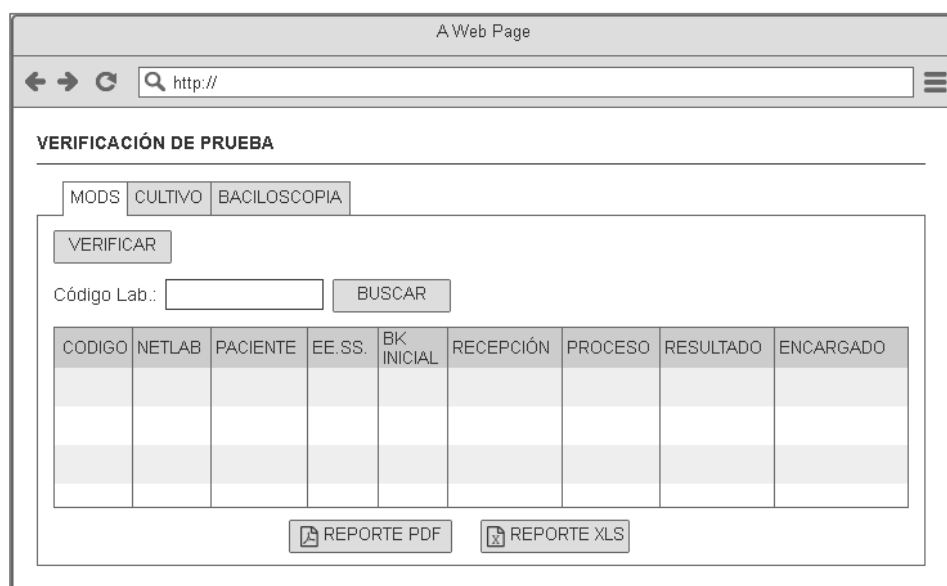 A Web Page
http://
VERIFICACIÓN DE PRUEBA
MODS CULTIVO BACILOSCOPIA
VERIFICAR
Código Lab.: BUSCAR
CODIGO NETLAB PACIENTE EE.SS. BK INICIAL RECEPCIÓN PROCESO RESULTADO ENCARGADO
REPORTE PDF REPORTE XLS